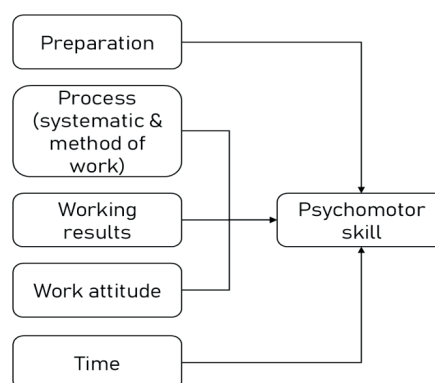 Preparation
Process
(systematic &
method of
work)
Working
results
Work attitude
Time
Psychomotor
skill